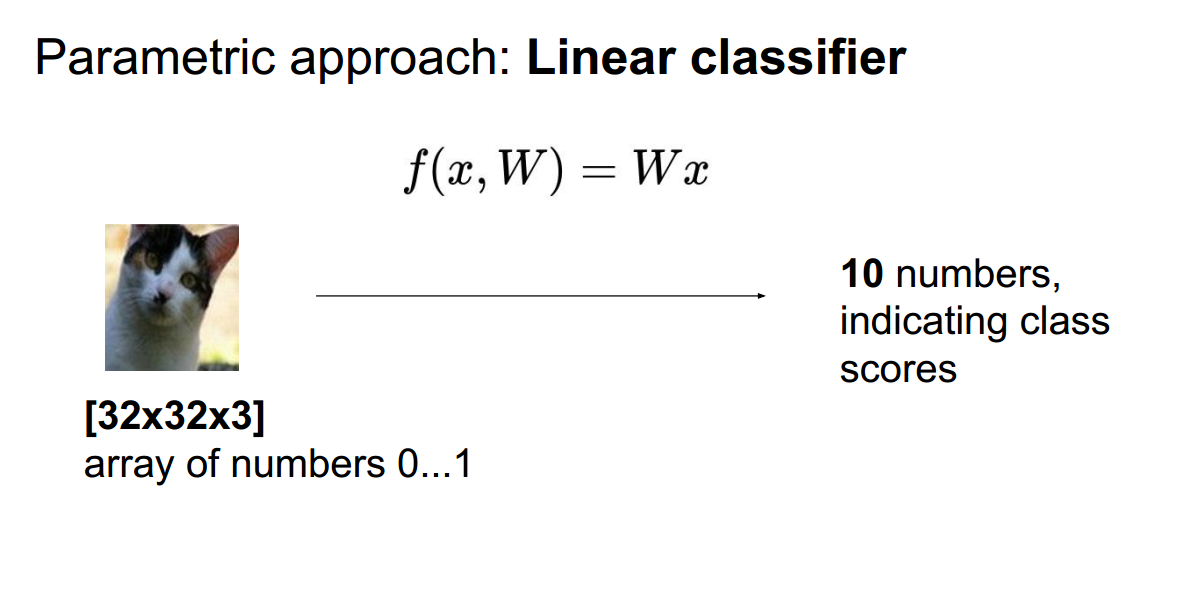 Parametric approach: Linear classifier
f(x, W) = Wx
10 numbers,
indicating class
scores
[32x32x3]
array of numbers 0...1